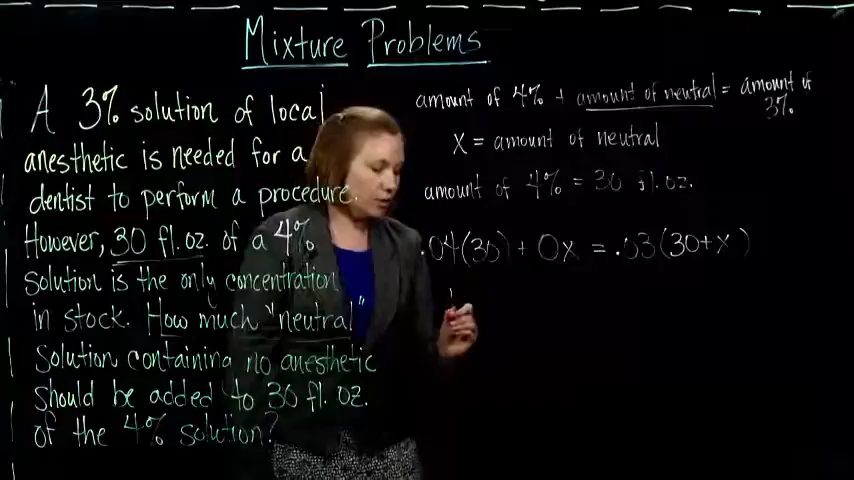 Mixture Problems
A 3% solution of local
anesthetic is needed for a
dentist to perform a procedure.
However, 30 fl. oz. of a 4%
solution is the only concentration
in stock. How much "neutral"
solution containing no anesthetic
should be added to 30 fl. oz.
of the 4% solution?
amount of 4% + amount of neutral = amount of
3%
x = amount of neutral
amount of 4% = 30 fl. oz.
.04(30) + 0x = .03(30+x)
1